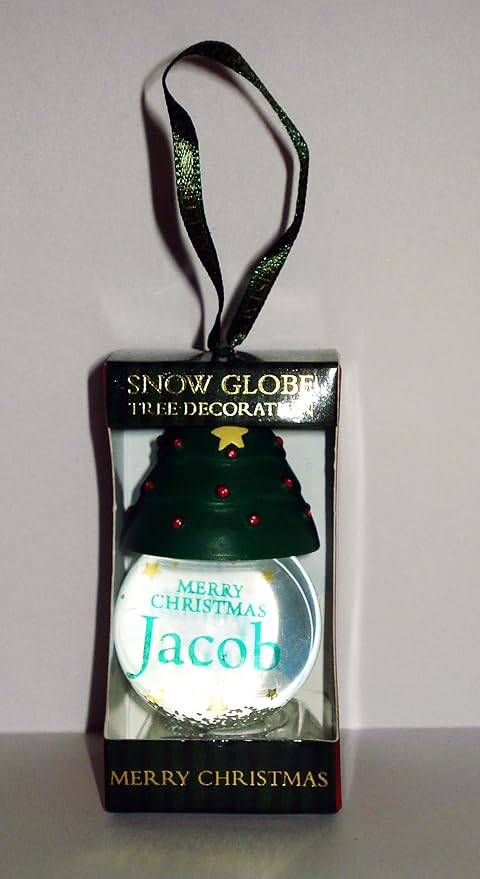 SNOW GLOBE
TREE DECORATION
MERRY
CHRISTMAS
Jacob
MERRY CHRISTMAS